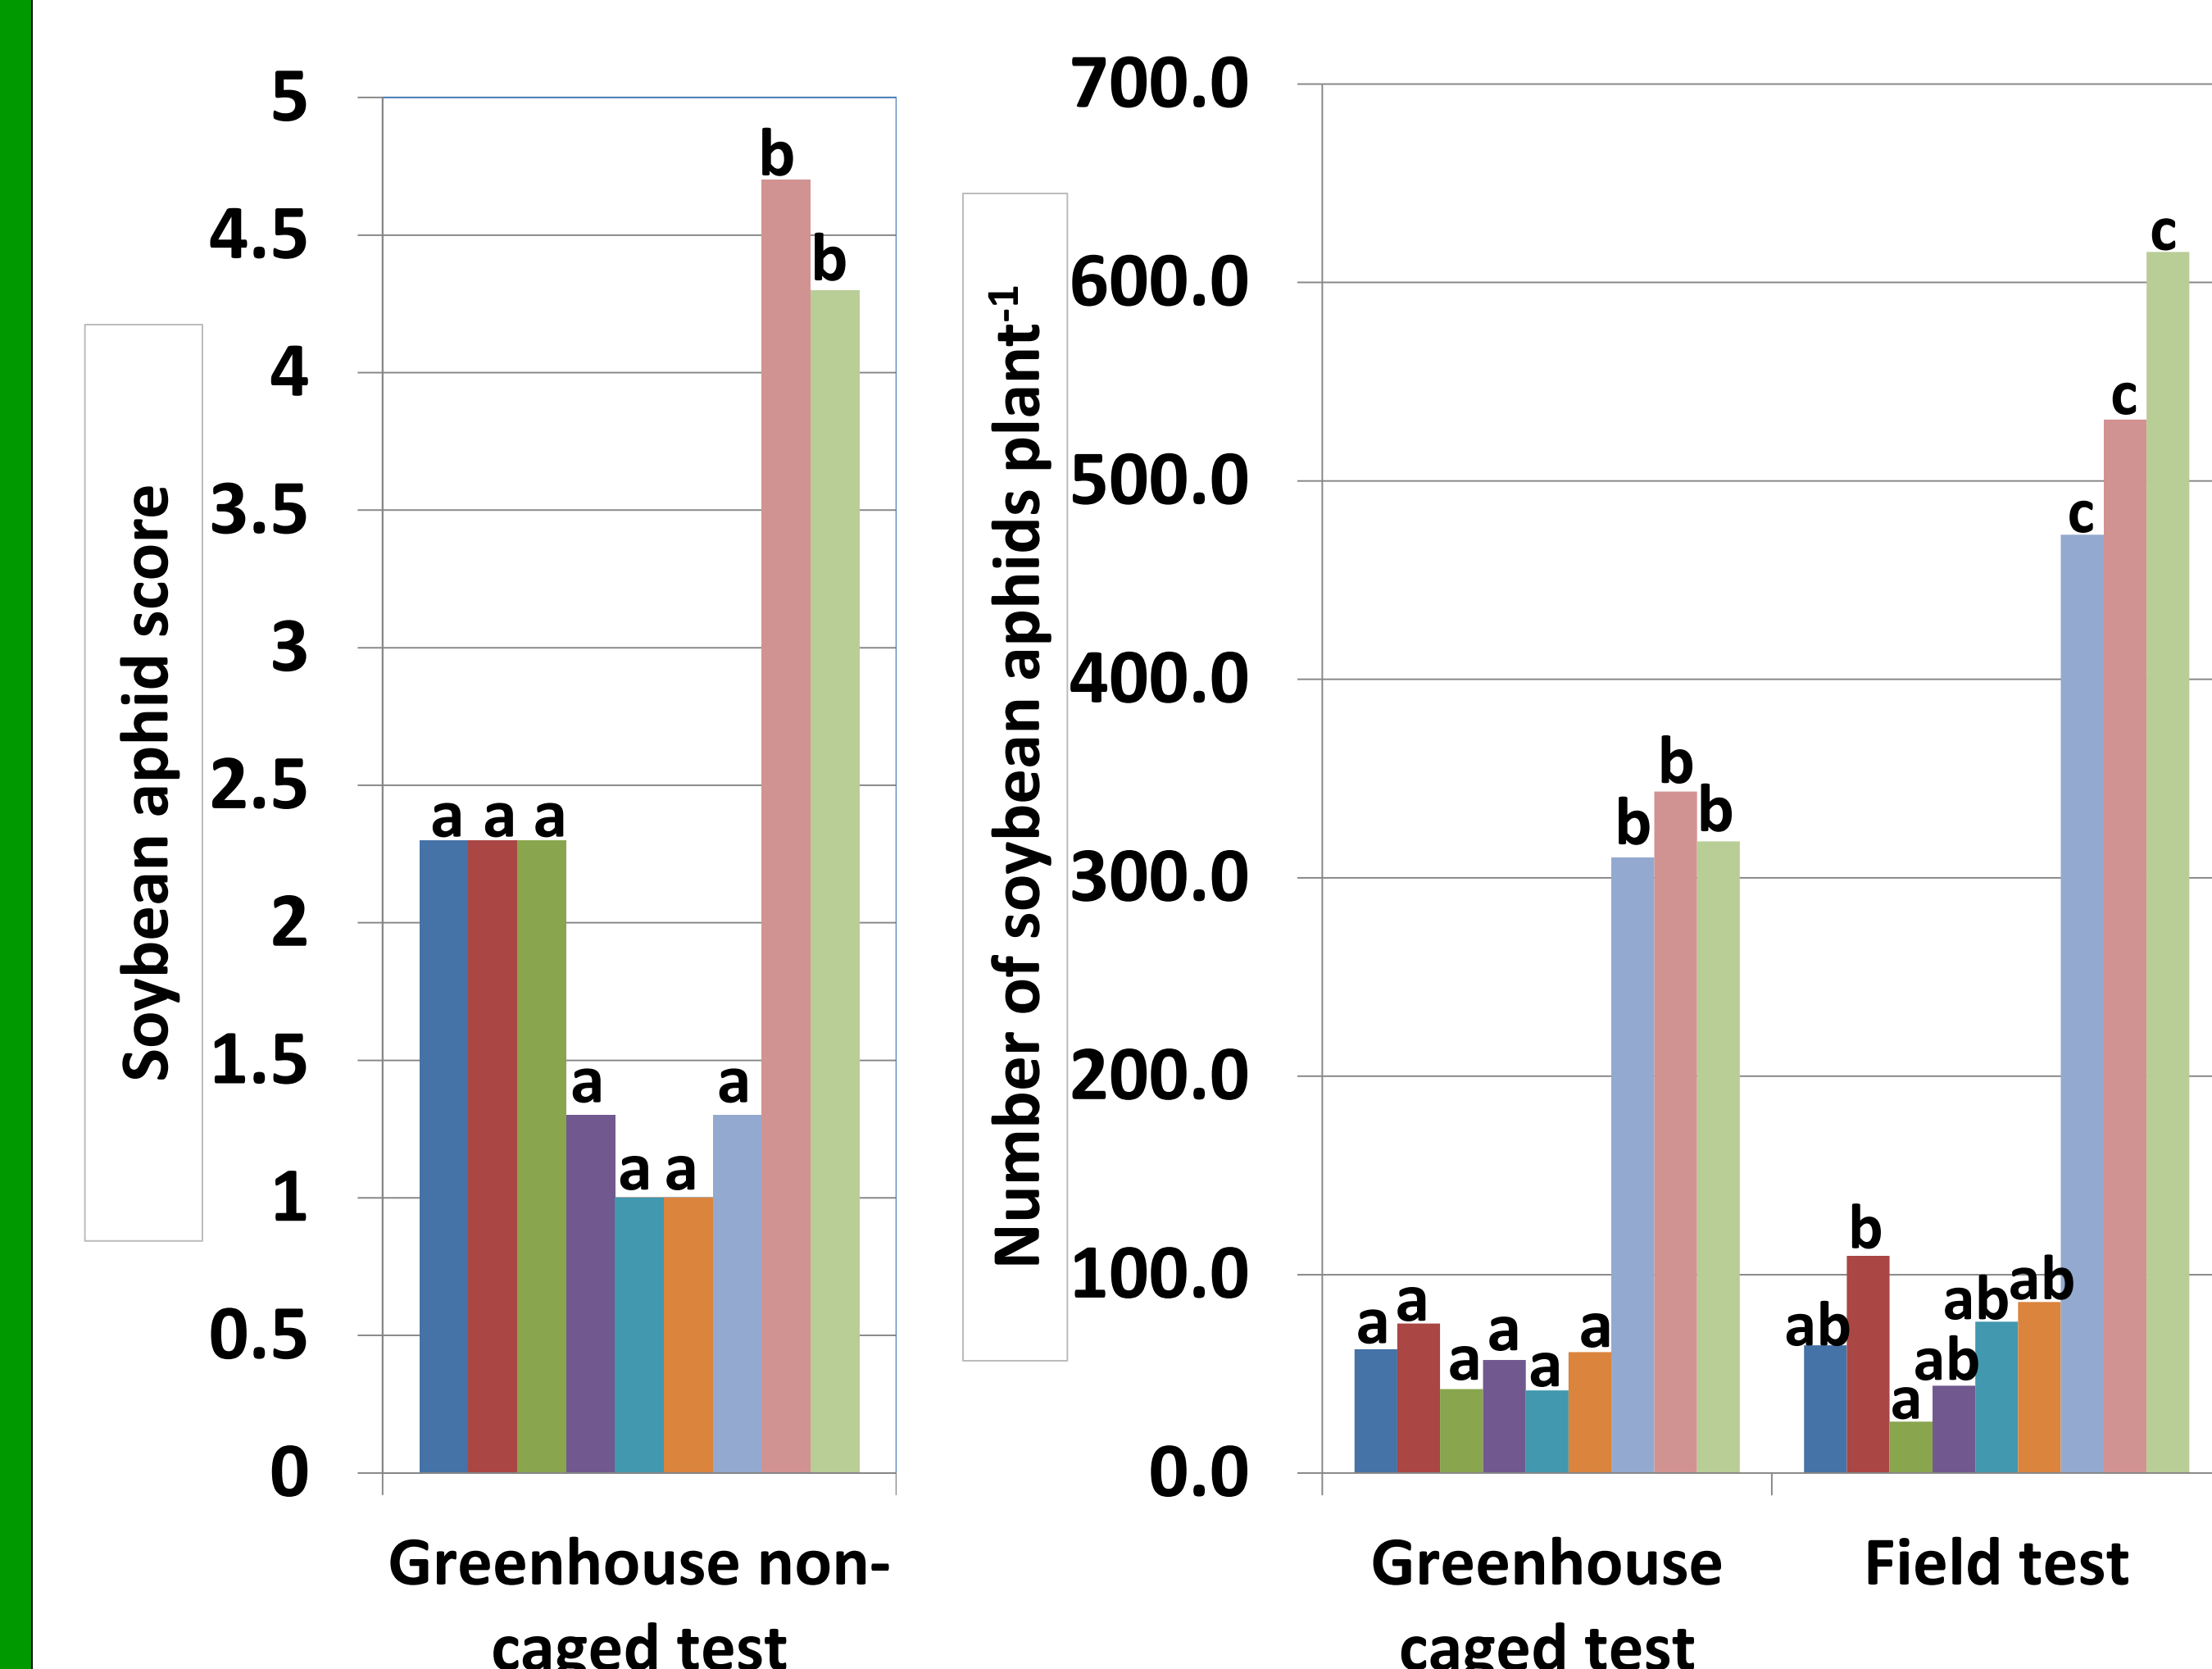 Soybean aphid score
5
4.5
4
3.5
3
2.5
2
1.5
1
0.5
0
a a a a a a a b b
Greenhouse non-
caged test
Number of soybean aphids plant-1
700.0
600.0
500.0
400.0
300.0
200.0
100.0
0.0
a a a a a a b b b
Greenhouse
caged test
ab b a ab ab ab c c c
Field test